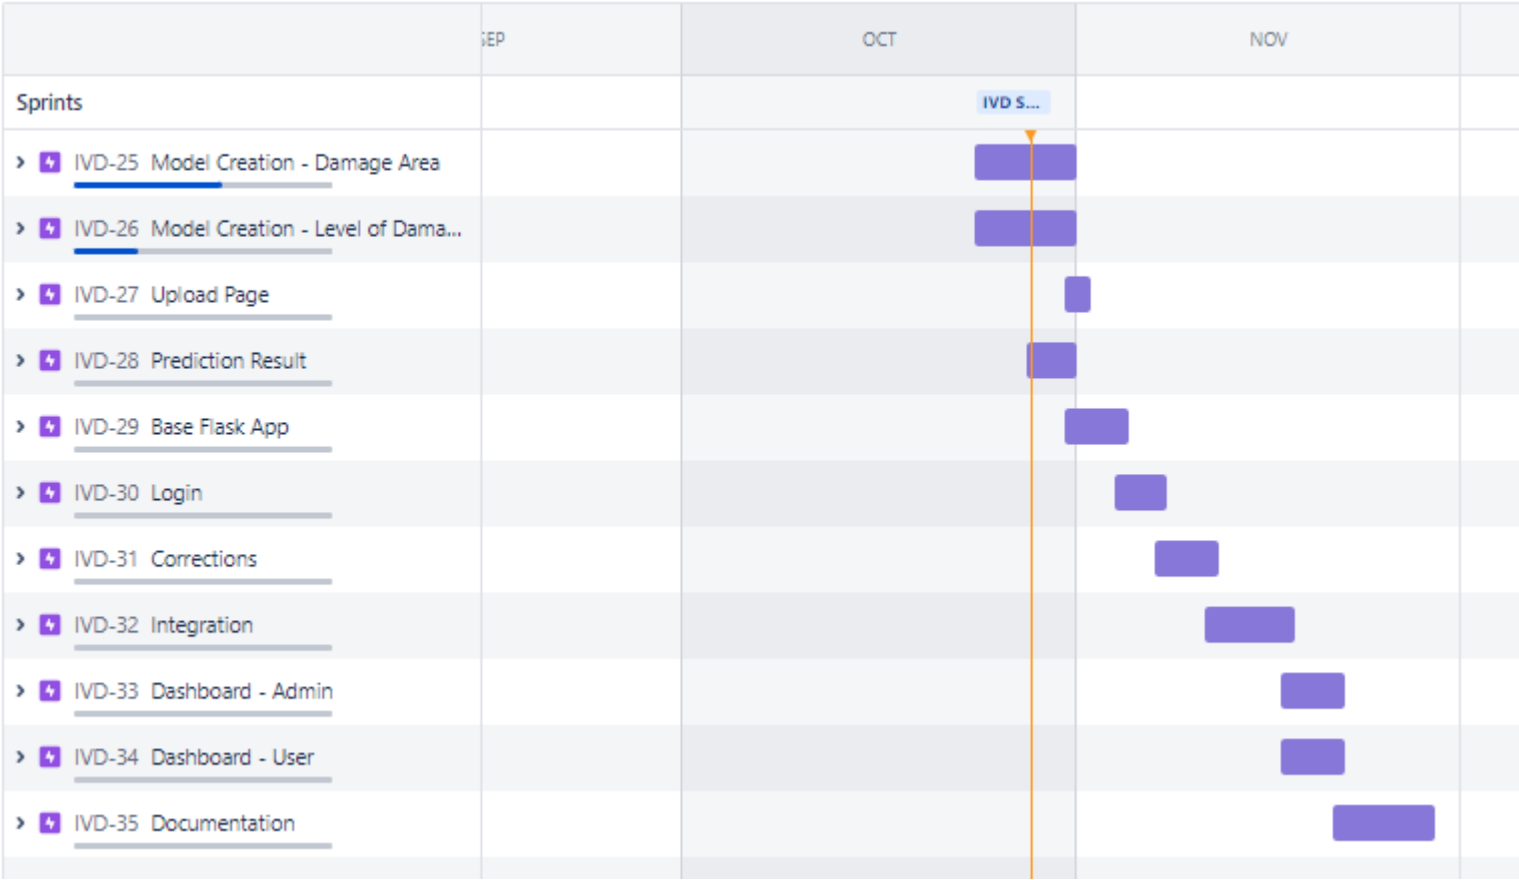 SEP OCT NOV
Sprints IVD S...
IVD-25 Model Creation - Damage Area
IVD-26 Model Creation - Level of Dama...
IVD-27 Upload Page
IVD-28 Prediction Result
IVD-29 Base Flask App
IVD-30 Login
IVD-31 Corrections
IVD-32 Integration
IVD-33 Dashboard - Admin
IVD-34 Dashboard - User
IVD-35 Documentation